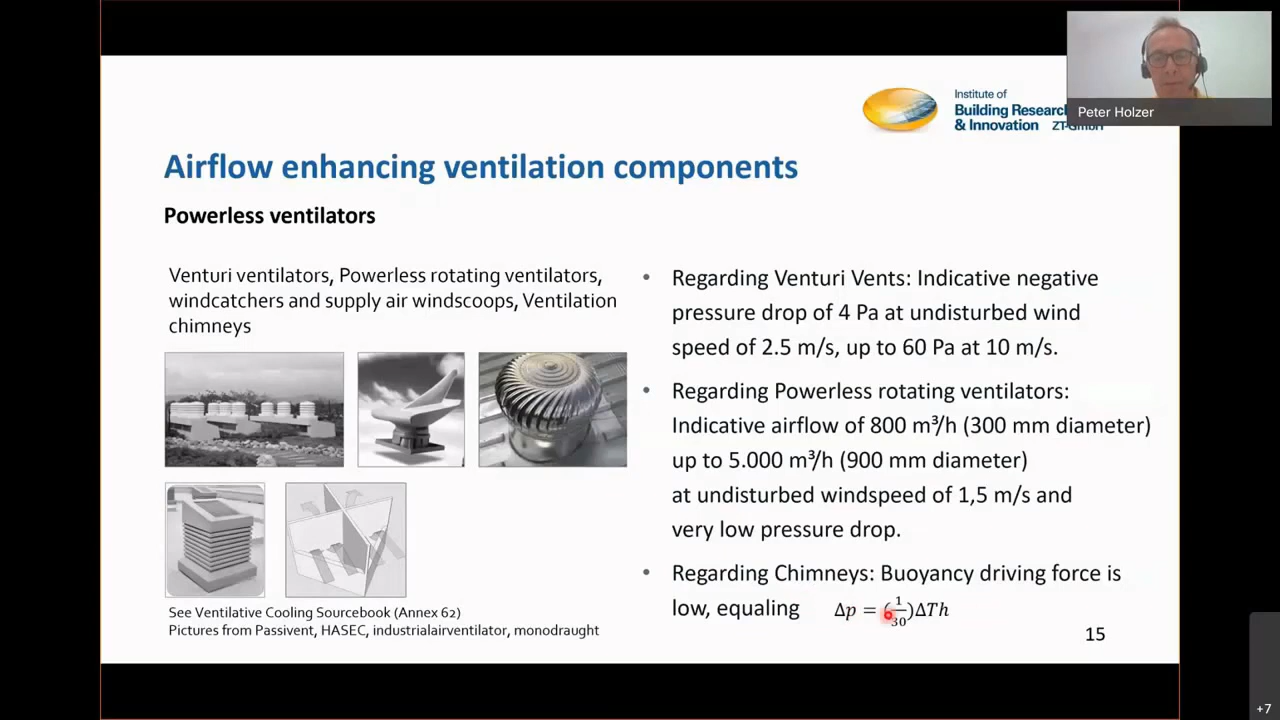 Institute of
Building Research
& Innovation ZT-GmbH
Peter Holzer
Airflow enhancing ventilation components
Powerless ventilators
Venturi ventilators, Powerless rotating ventilators,
windcatchers and supply air windscoops, Ventilation
chimneys
See Ventilative Cooling Sourcebook (Annex 62)
Pictures from Passivent, HASEC, industrialairventilator, monodraught
• Regarding Venturi Vents: Indicative negative
pressure drop of 4 Pa at undisturbed wind
speed of 2.5 m/s, up to 60 Pa at 10 m/s.
• Regarding Powerless rotating ventilators:
Indicative airflow of 800 m³/h (300 mm diameter)
up to 5.000 m³/h (900 mm diameter)
at undisturbed windspeed of 1,5 m/s and
very low pressure drop.
• Regarding Chimneys: Buoyancy driving force is
low, equaling Δp = (1/30)ΔTh
15
+7